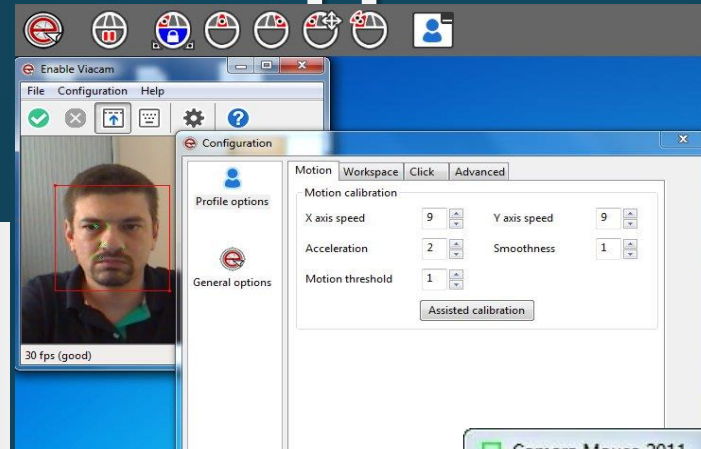 Enable Viacam
File Configuration Help
30 fps (good)
Configuration
Profile options
General options
Motion Workspace Click Advanced
Motion calibration
X axis speed 9 Y axis speed 9
Acceleration 2 Smoothness 1
Motion threshold 1
Assisted calibration
Camera Mouse 2011